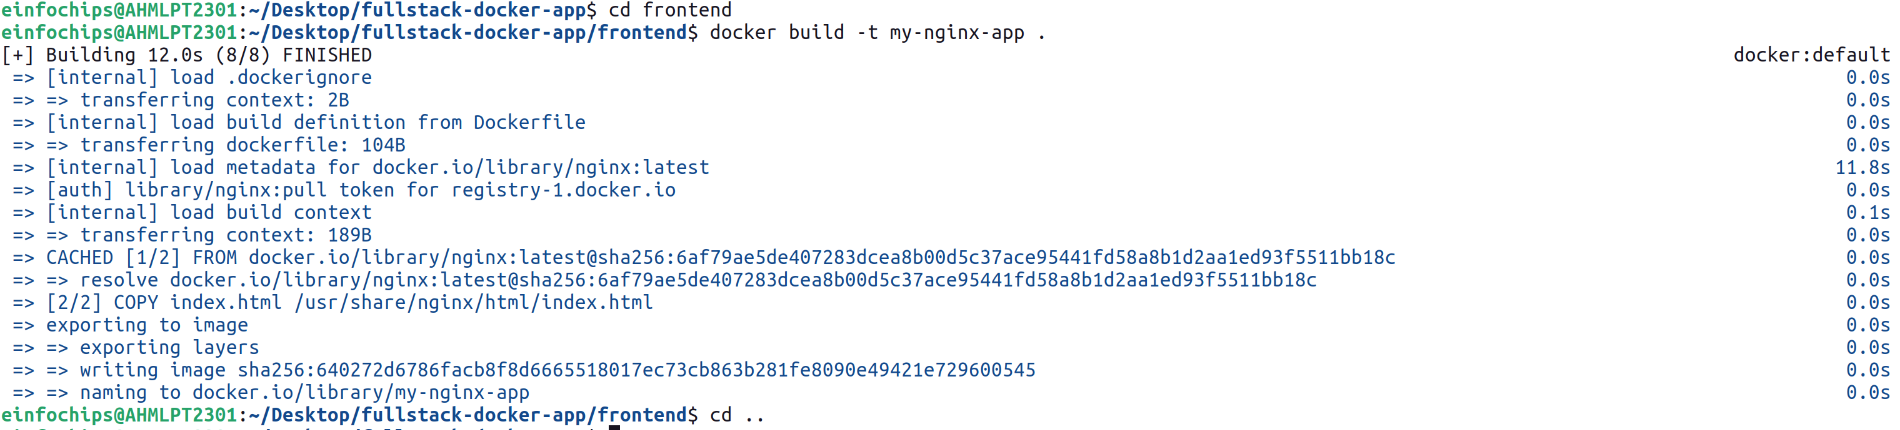 einfochips@AHMLPT2301:~/Desktop/fullstack-docker-app$ cd frontend
einfochips@AHMLPT2301:~/Desktop/fullstack-docker-app/frontend$ docker build -t my-nginx-app .
[+] Building 12.0s (8/8) FINISHED docker:default
=> [internal] load .dockerignore 0.0s
=> => transferring context: 2B 0.0s
=> [internal] load build definition from Dockerfile 0.0s
=> => transferring dockerfile: 104B 0.0s
=> [internal] load metadata for docker.io/library/nginx:latest 11.8s
=> [auth] library/nginx:pull token for registry-1.docker.io 0.0s
=> [internal] load build context 0.1s
=> => transferring context: 189B 0.0s
=> CACHED [1/2] FROM docker.io/library/nginx:latest@sha256:6af79ae5de407283dcea8b00d5c37ace95441fd58a8b1d2aa1ed93f5511bb18c 0.0s
=> => resolve docker.io/library/nginx:latest@sha256:6af79ae5de407283dcea8b00d5c37ace95441fd58a8b1d2aa1ed93f5511bb18c 0.0s
=> [2/2] COPY index.html /usr/share/nginx/html/index.html 0.0s
=> exporting to image 0.0s
=> => exporting layers 0.0s
=> => writing image sha256:640272d6786facb8f8d6665518017ec73cb863b281fe8090e49421e729600545 0.0s
=> => naming to docker.io/library/my-nginx-app 0.0s
einfochips@AHMLPT2301:~/Desktop/fullstack-docker-app/frontend$ cd ..